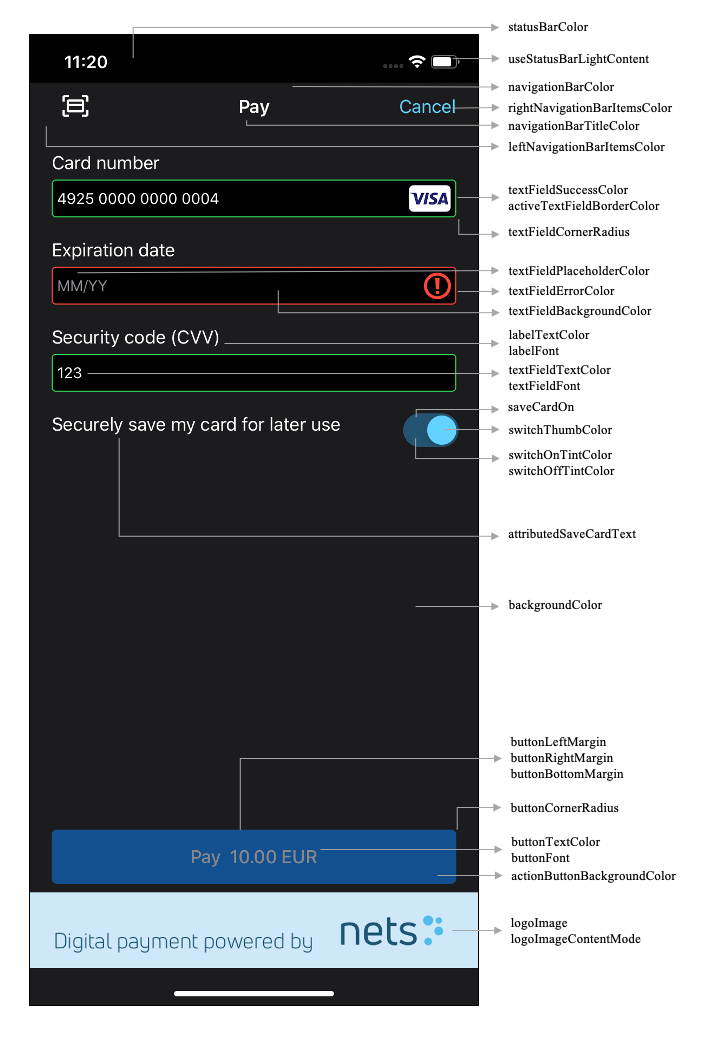 statusBarColor
11:20
useStatusBarLightContent
navigationBarColor
Pay
Cancel
rightNavigationBarItemsColor
navigationBarTitleColor
leftNavigationBarItemsColor
Card number
4925 0000 0000 0004
VISA
textFieldSuccessColor
activeTextFieldBorderColor
textFieldCornerRadius
Expiration date
textFieldPlaceholderColor
MM/YY
textFieldErrorColor
textFieldBackgroundColor
Security code (CVV)
labelTextColor
labelFont
123
textFieldTextColor
textFieldFont
saveCardOn
Securely save my card for later use
switchThumbColor
switchOnTintColor
switchOffTintColor
attributedSaveCardText
backgroundColor
buttonLeftMargin
buttonRightMargin
buttonBottomMargin
buttonCornerRadius
Pay 10.00 EUR
buttonTextColor
buttonFont
actionButtonBackgroundColor
Digital payment powered by
nets
logoImage
logoImageContentMode